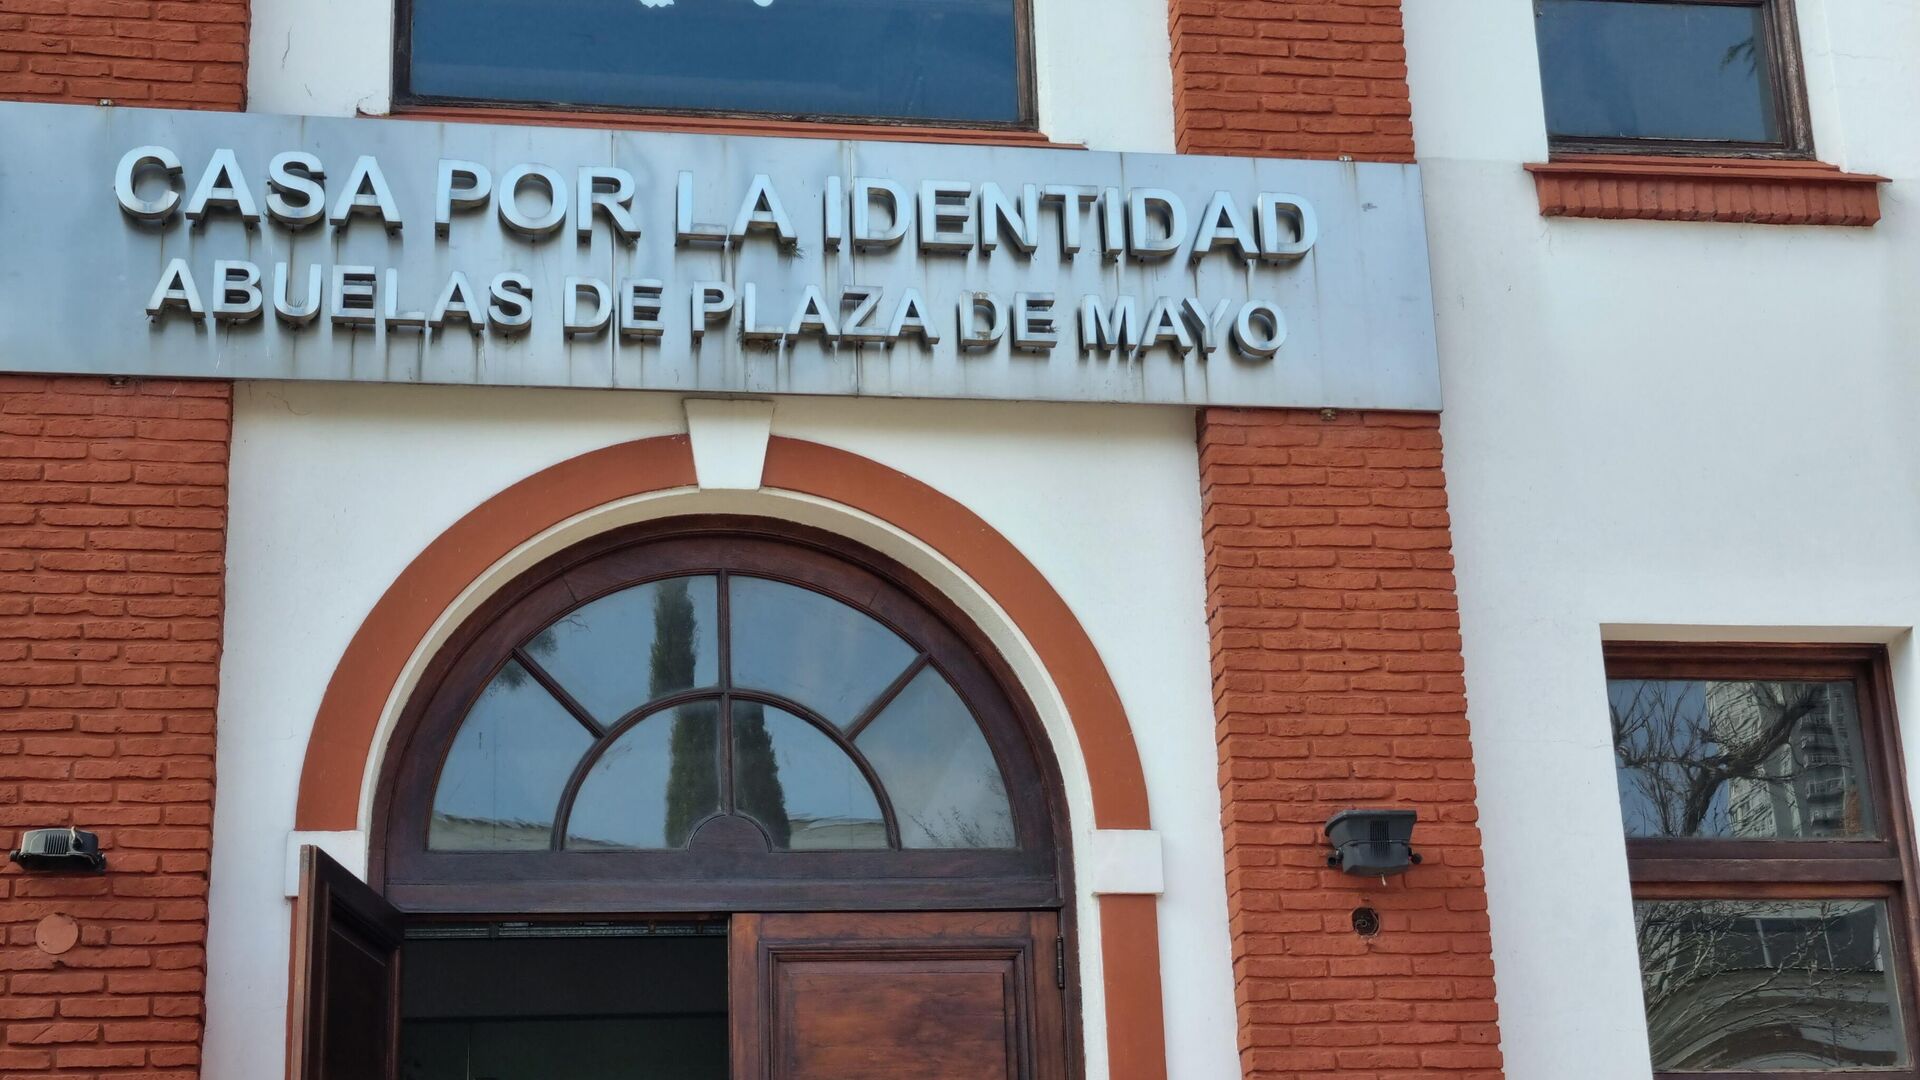 CASA POR LA IDENTIDAD
ABUELAS DE PLAZA DE MAYO